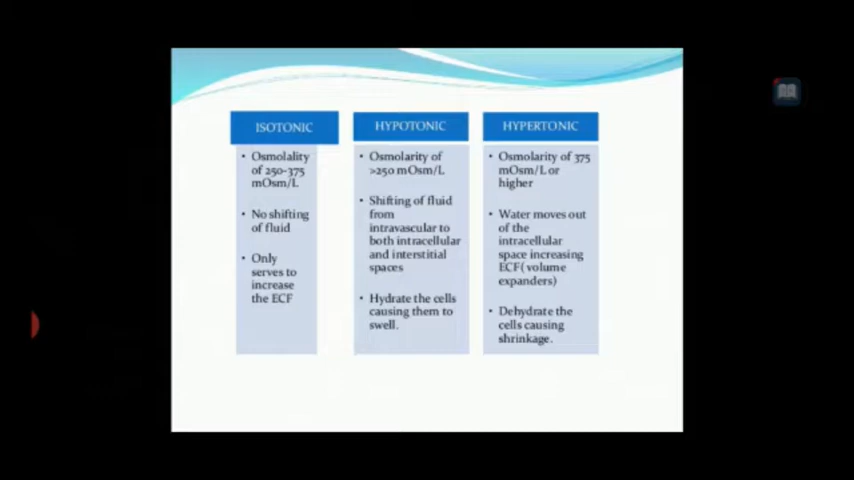 ISOTONIC
• Osmolality
of 250-375
mOsm/L
• No shifting
of fluid
• Only
serves to
increase
the ECF
HYPOTONIC
• Osmolarity of
>250 mOsm/L
• Shifting of fluid
from
intravascular to
both intracellular
and interstitial
spaces
• Hydrate the cells
causing them to
swell.
HYPERTONIC
• Osmolarity of 375
mOsm/L or
higher
• Water moves out
of the
intracellular
space increasing
ECF( volume
expanders)
• Dehydrate the
cells causing
shrinkage.